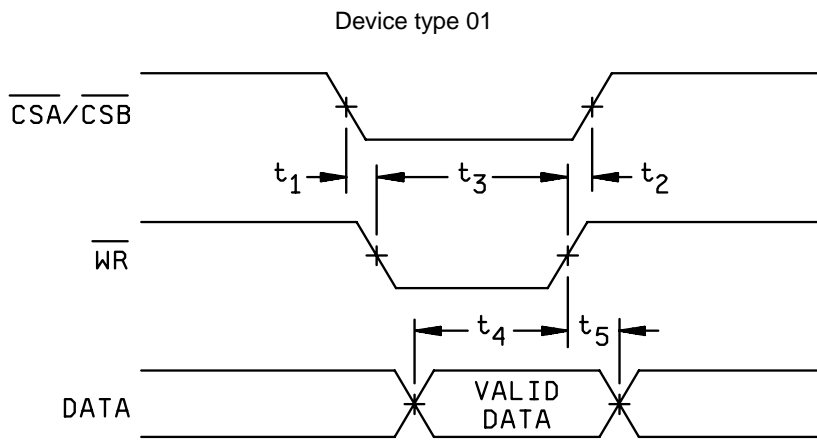 Device type 01
CSA/CSB
t1 t3 t2
WR
t4 t5
DATA
VALID
DATA